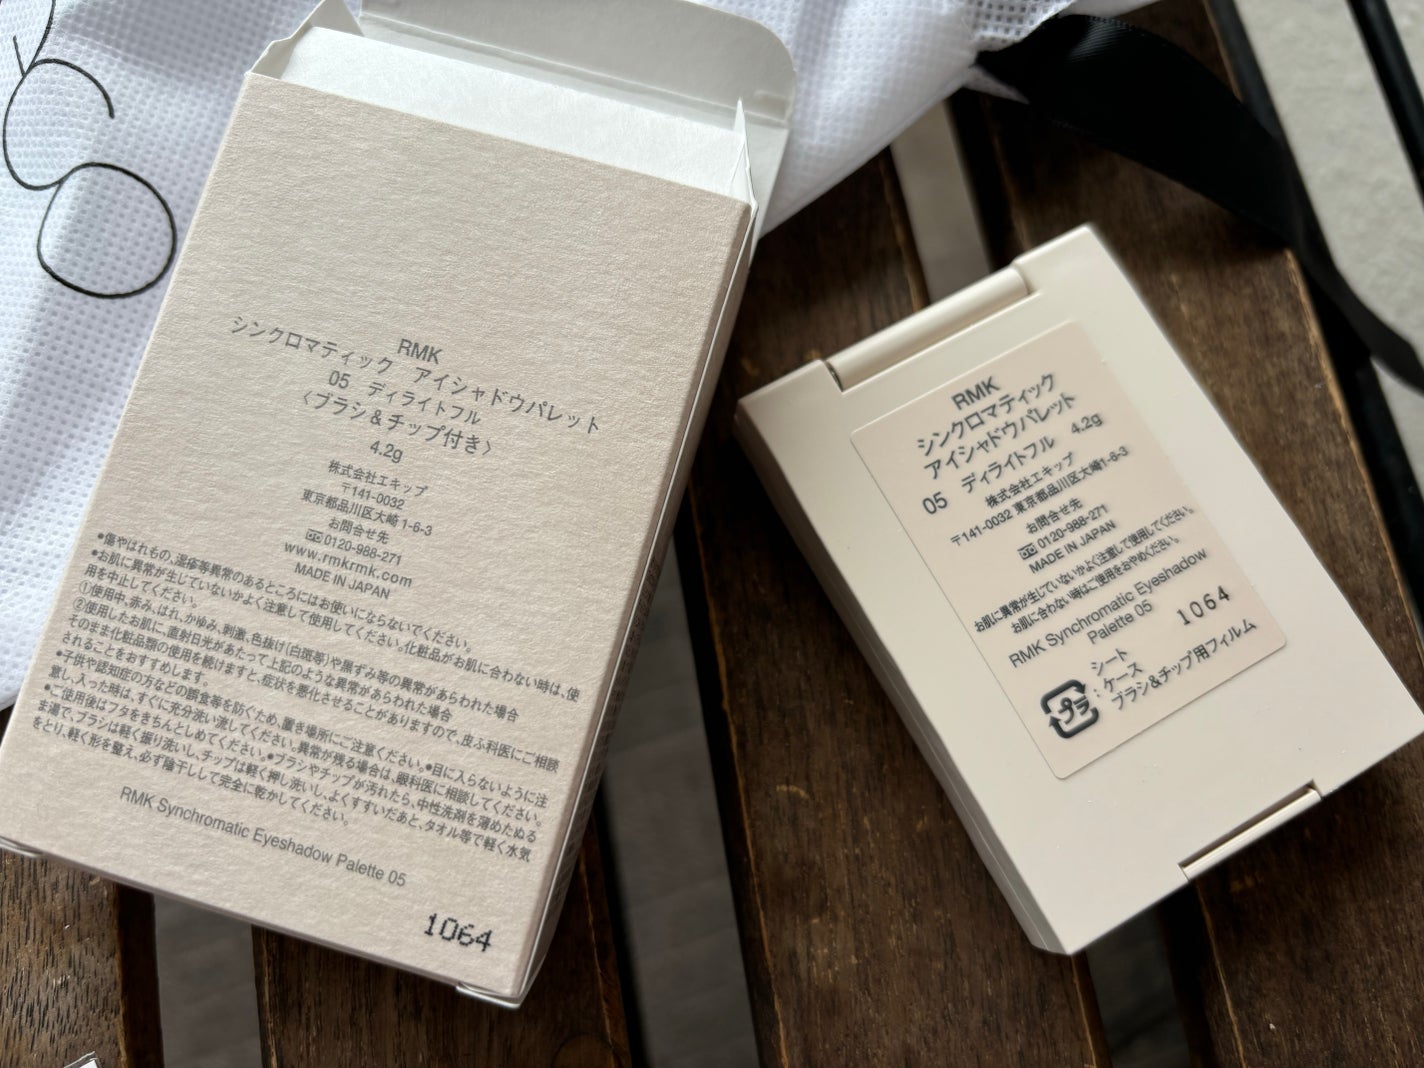 RMK
シンクロマティック　アイシャドウパレット
05　ディライトフル
〈ブラシ＆チップ付き〉
4.2g
株式会社エキップ
〒141-0032
東京都品川区大崎1-6-3
お問合せ先
0120-988-271
www.rmkrmk.com
MADE IN JAPAN
●傷やはれもの、湿疹等異常のあるところにはお使いにならないでください。
●お肌に異常が生じていないかよく注意して使用してください。化粧品がお肌に合わない時は、使
用を中止してください。
①使用中、赤み、はれ、かゆみ、刺激、色抜け(白斑等)や黒ずみ等の異常があらわれた場合
②使用したお肌に、直射日光があたって上記のような異常があらわれた場合
そのまま化粧品類の使用を続けますと、症状を悪化させることがありますので、皮ふ科医にご相談
されることをおすすめします。
●子供や認知症の方などの誤食等を防ぐため、置き場所にご注意ください。●目に入らないように注
意し、入った時は、すぐに充分洗い流してください。異常が残る場合は、眼科医に相談してください。
●ご使用後はフタをきちんとしめてください。●ブラシやチップが汚れたら、中性洗剤を薄めたぬる
ま湯で、ブラシは軽く振り洗いし、チップは軽く押し洗いし、よくすすいだあと、タオル等で軽く水気
をとり、軽く形を整え、必ず陰干しして完全に乾かしてください。
RMK Synchromatic Eyeshadow Palette 05
1064
RMK
シンクロマティック
アイシャドウパレット
05　ディライトフル　4.2g
株式会社エキップ
〒141-0032 東京都品川区大崎1-6-3
お問合せ先
0120-988-271
MADE IN JAPAN
お肌に異常が生じていないかよく注意して使用してください。
お肌に合わない時はご使用をおやめください。
RMK Synchromatic Eyeshadow
Palette 05
1064
プラ : シート
ケース
ブラシ&チップ用フィルム